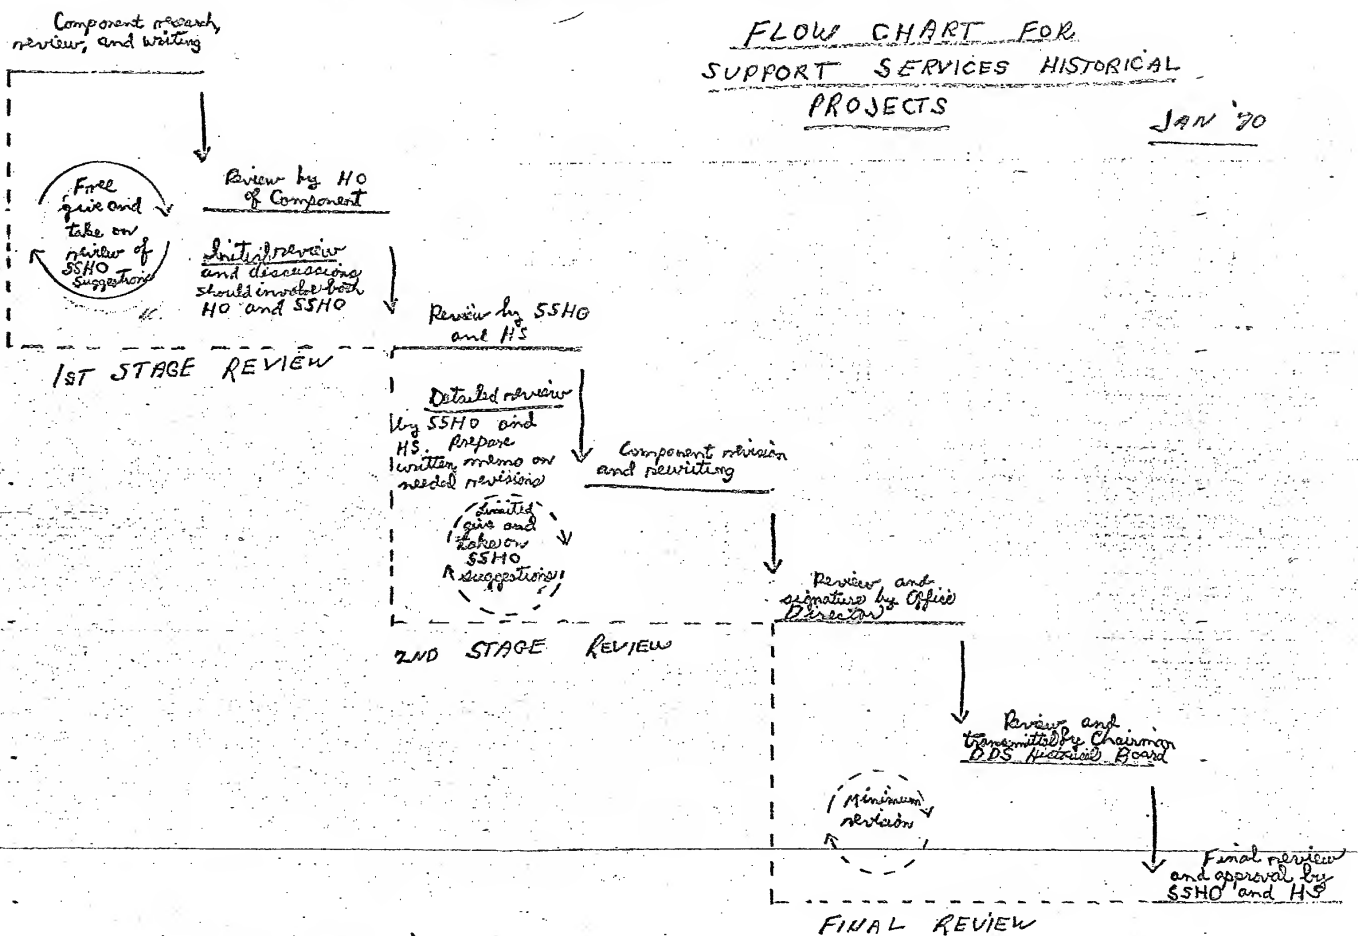 Component research,
review, and writing
FLOW CHART FOR
SUPPORT SERVICES HISTORICAL
PROJECTS
JAN '70
Free
give and
take on
review of
SSHO
suggestions
Review by HO
of Component
Initial review
and discussions
should involve both
HO and SSHO
1ST STAGE REVIEW
Review by SSHO
and HS
Detailed review
by SSHO and
HS. Prepare
written memo on
needed revisions
Limited
give and
take on
SSHO
suggestions
2ND STAGE REVIEW
Component revision
and rewriting
Review and
signature by Office
Director
Review and
transmittal by Chairman
DDS Historical Board
Minimum
revision
Final review
and approval by
SSHO and HS
FINAL REVIEW